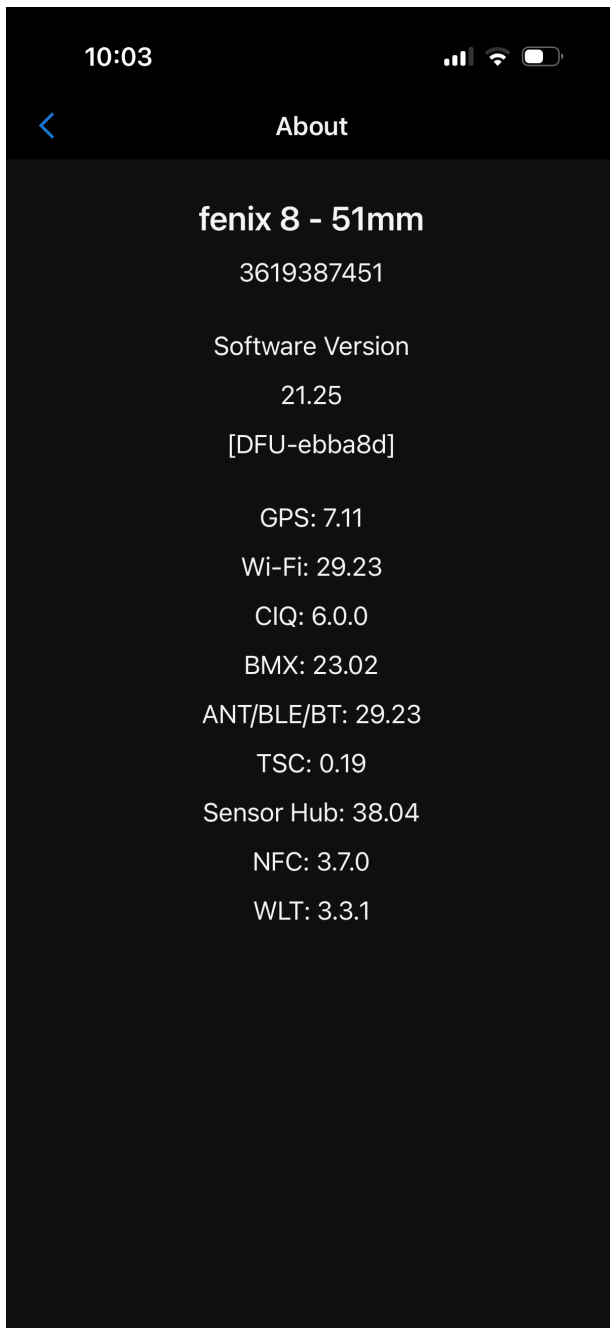 10:03
About
fenix 8 - 51mm
3619387451
Software Version
21.25
[DFU-ebba8d]
GPS: 7.11
Wi-Fi: 29.23
CIQ: 6.0.0
BMX: 23.02
ANT/BLE/BT: 29.23
TSC: 0.19
Sensor Hub: 38.04
NFC: 3.7.0
WLT: 3.3.1